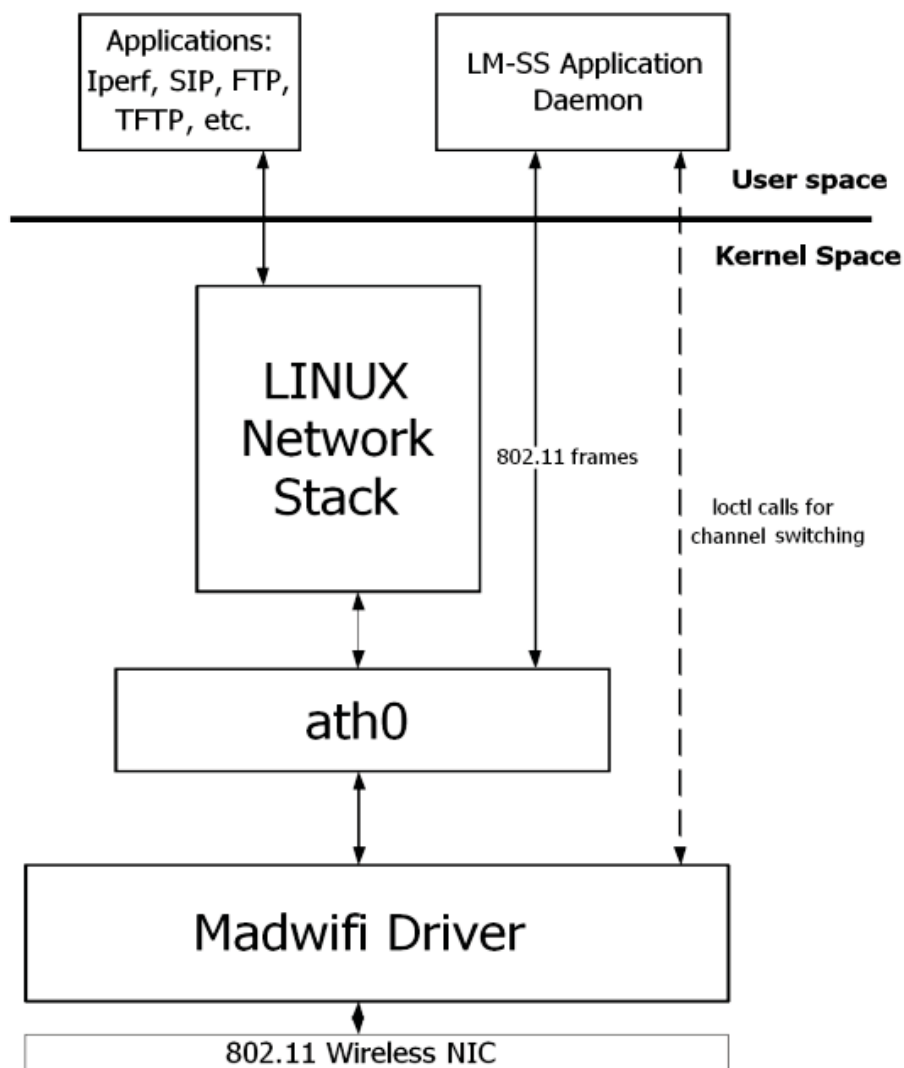 Applications:
Iperf, SIP, FTP,
TFTP, etc.
LM-SS Application
Daemon
User space
Kernel Space
LINUX
Network
Stack
802.11 frames
Ioctl calls for
channel switching
ath0
Madwifi Driver
802.11 Wireless NIC